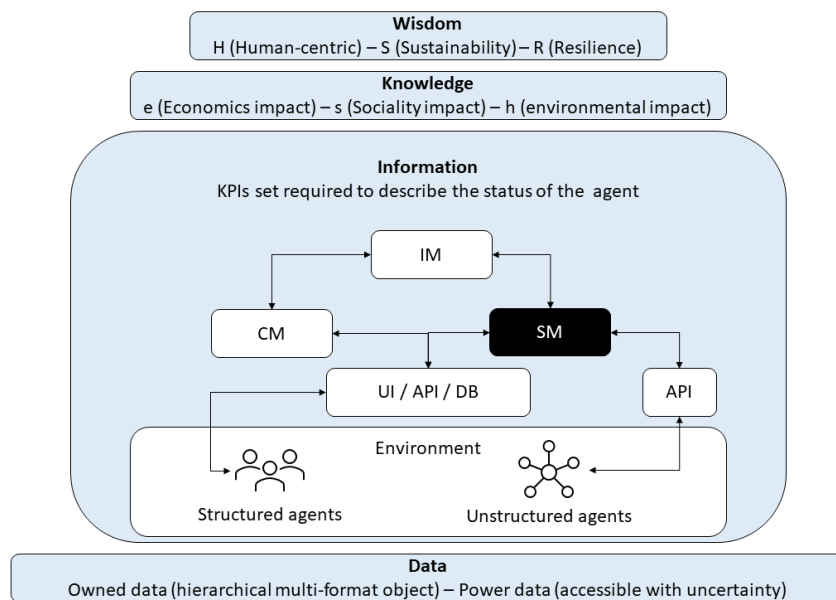 Wisdom
H (Human-centric) – S (Sustainability) – R (Resilience)
Knowledge
e (Economics impact) – s (Sociality impact) – h (environmental impact)
Information
KPIs set required to describe the status of the agent
IM
CM
SM
UI / API / DB
API
Environment
Structured agents
Unstructured agents
Data
Owned data (hierarchical multi-format object) – Power data (accessible with uncertainty)